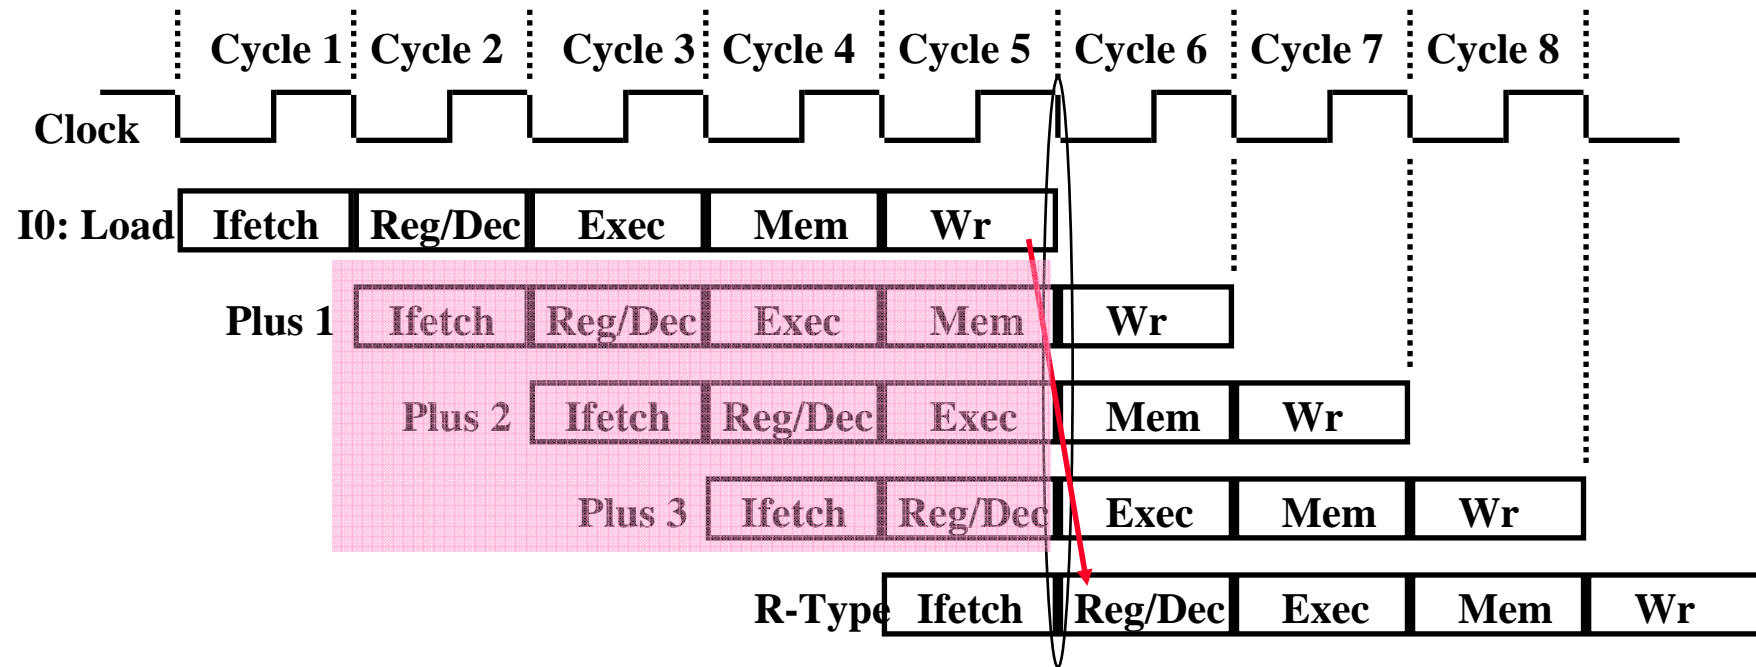 Cycle 1 Cycle 2 Cycle 3 Cycle 4 Cycle 5 Cycle 6 Cycle 7 Cycle 8
Clock
I0: Load Ifetch Reg/Dec Exec Mem Wr
Plus 1 Ifetch Reg/Dec Exec Mem Wr
Plus 2 Ifetch Reg/Dec Exec Mem Wr
Plus 3 Ifetch Reg/Dec Exec Mem Wr
R-Type Ifetch Reg/Dec Exec Mem Wr